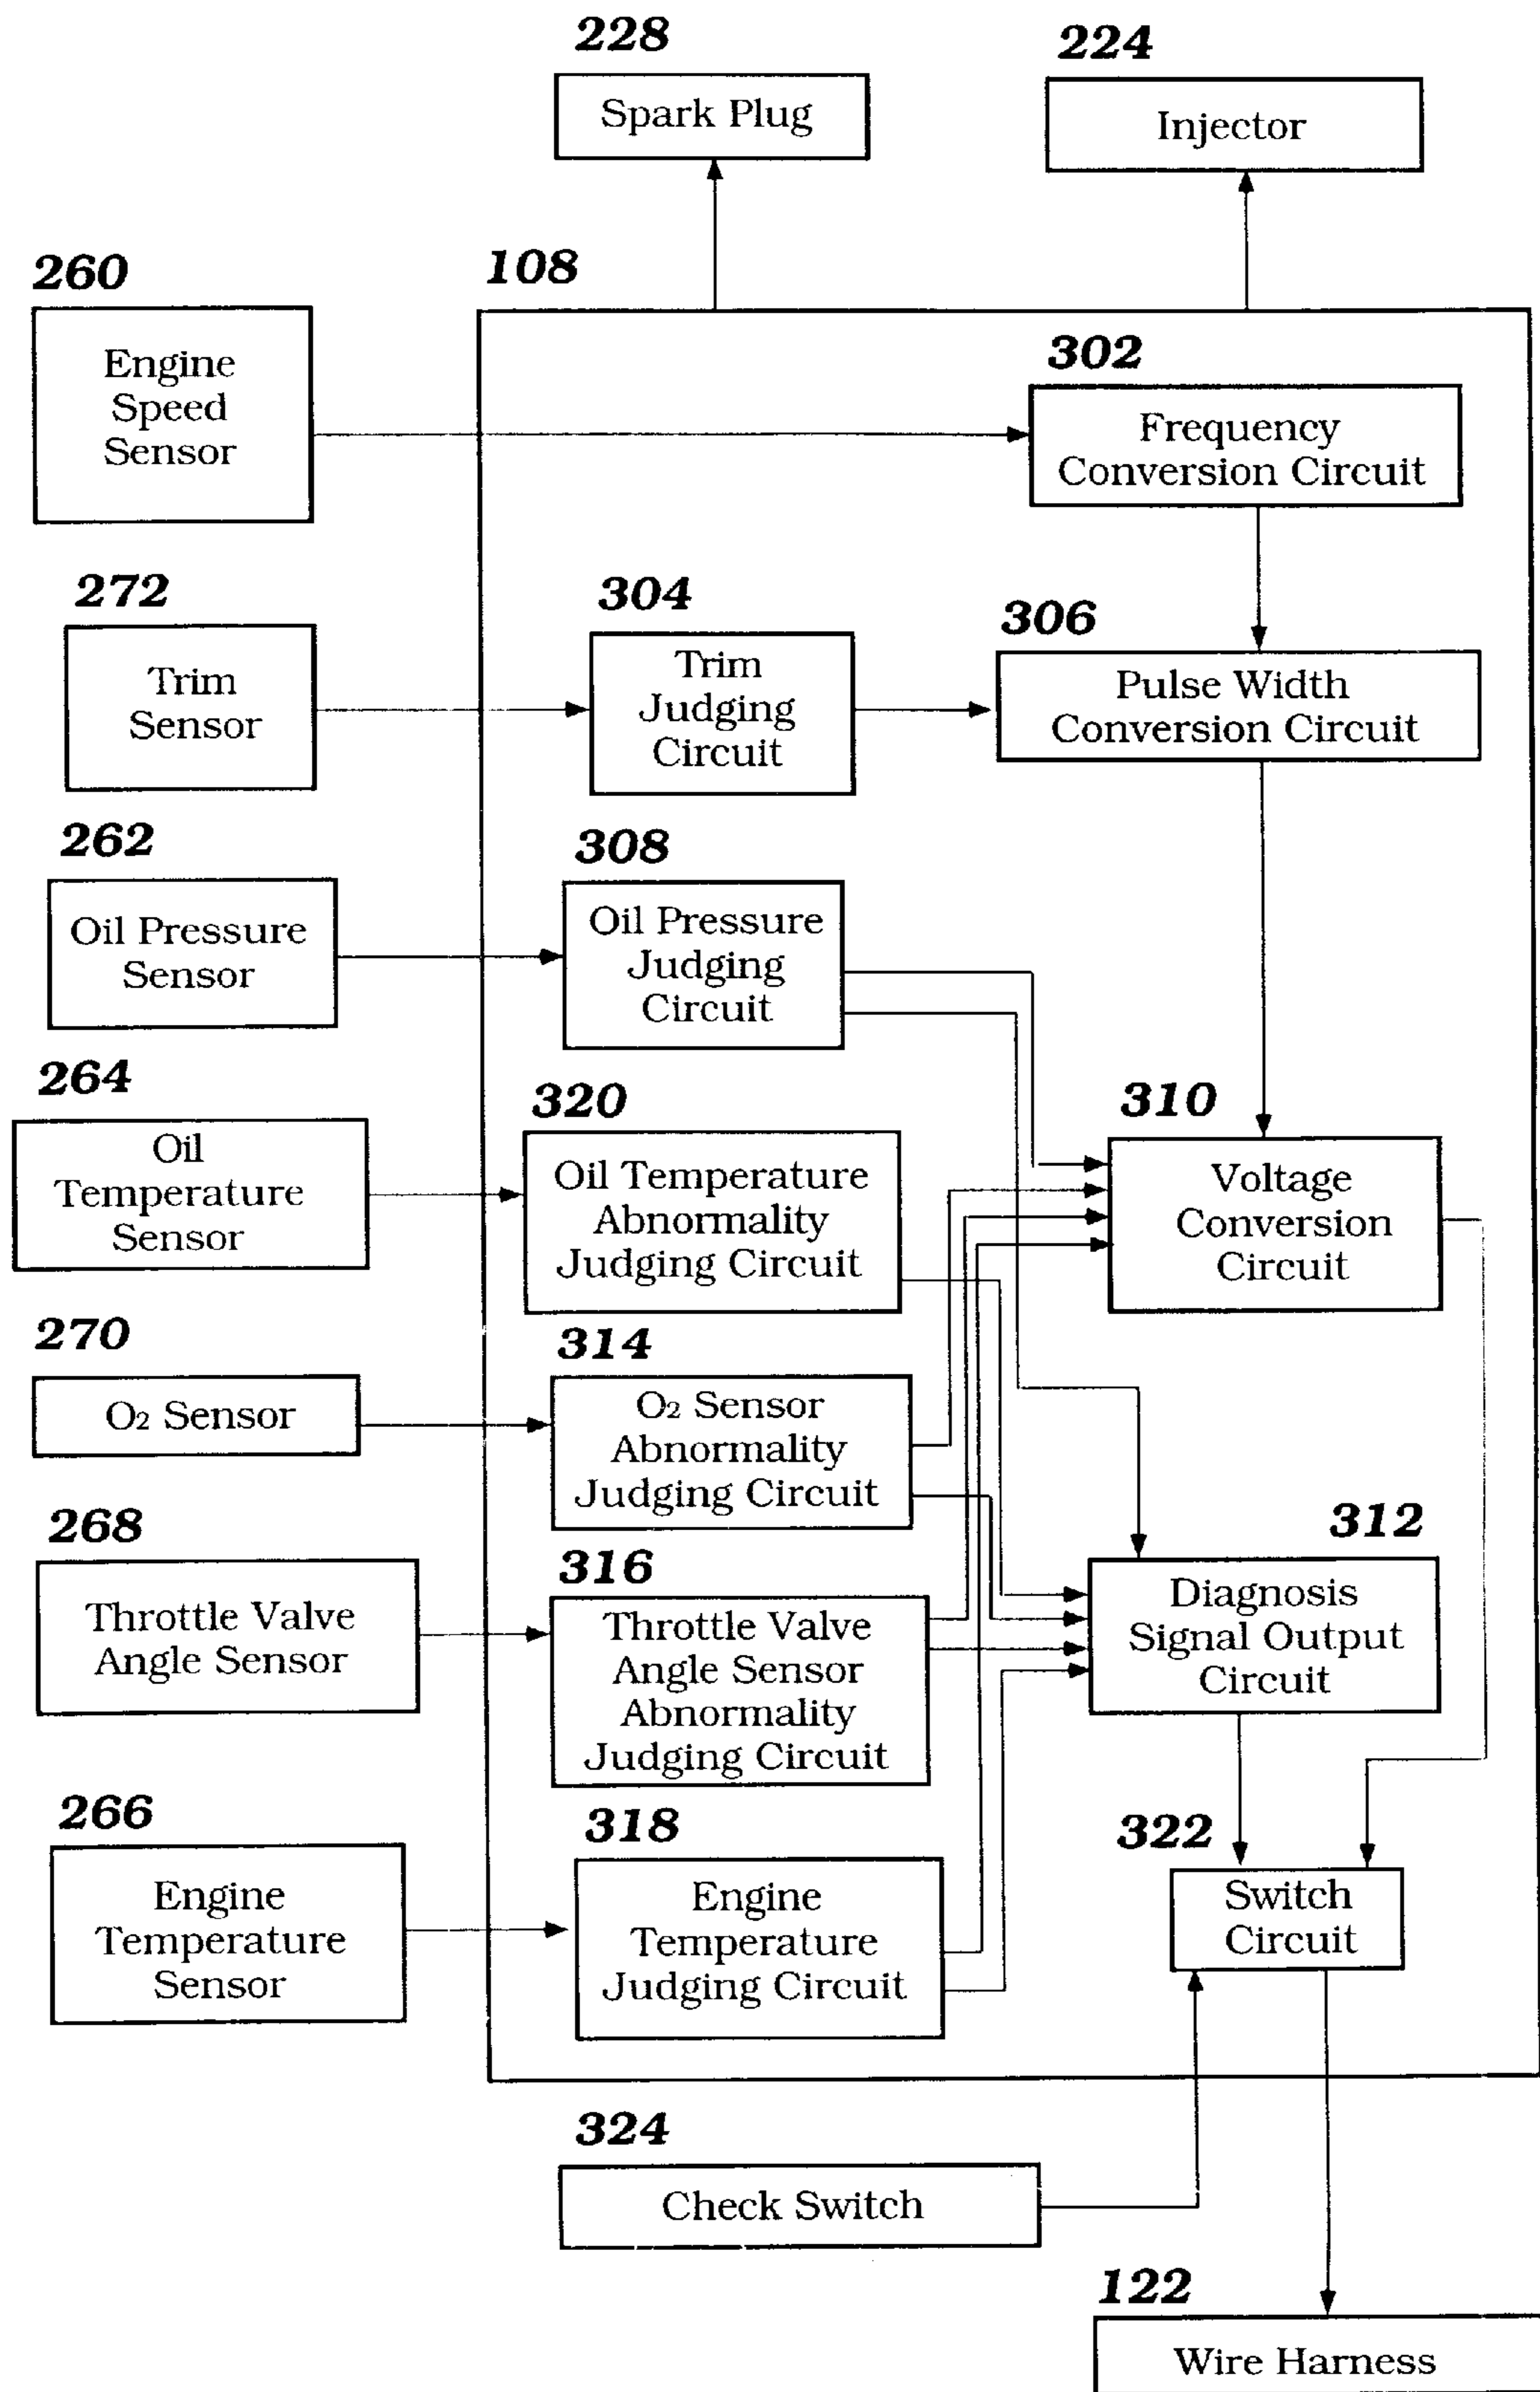 228
Spark Plug
224
Injector
260
Engine
Speed
Sensor
108
302
Frequency
Conversion Circuit
272
Trim
Sensor
304
Trim
Judging
Circuit
306
Pulse Width
Conversion Circuit
262
Oil Pressure
Sensor
308
Oil Pressure
Judging
Circuit
264
Oil
Temperature
Sensor
320
Oil Temperature
Abnormality
Judging Circuit
310
Voltage
Conversion
Circuit
270
O₂ Sensor
314
O₂ Sensor
Abnormality
Judging Circuit
268
Throttle Valve
Angle Sensor
316
Throttle Valve
Angle Sensor
Abnormality
Judging Circuit
312
Diagnosis
Signal Output
Circuit
266
Engine
Temperature
Sensor
318
Engine
Temperature
Judging Circuit
322
Switch
Circuit
324
Check Switch
122
Wire Harness